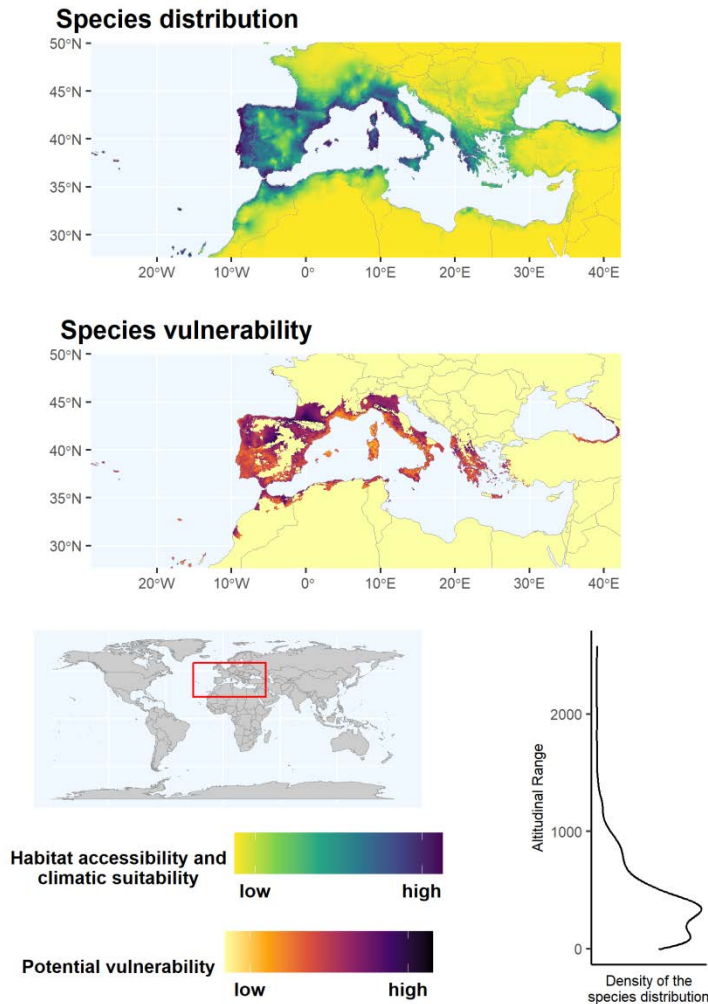 Species distribution
50°N
45°N
40°N
35°N
30°N
20°W 10°W 0° 10°E 20°E 30°E 40°E
Species vulnerability
50°N
45°N
40°N
35°N
30°N
20°W 10°W 0° 10°E 20°E 30°E 40°E
Habitat accessibility and
climatic suitability
low high
Potential vulnerability
low high
Altitudinal Range
2000
1000
0
Density of the
species distribution